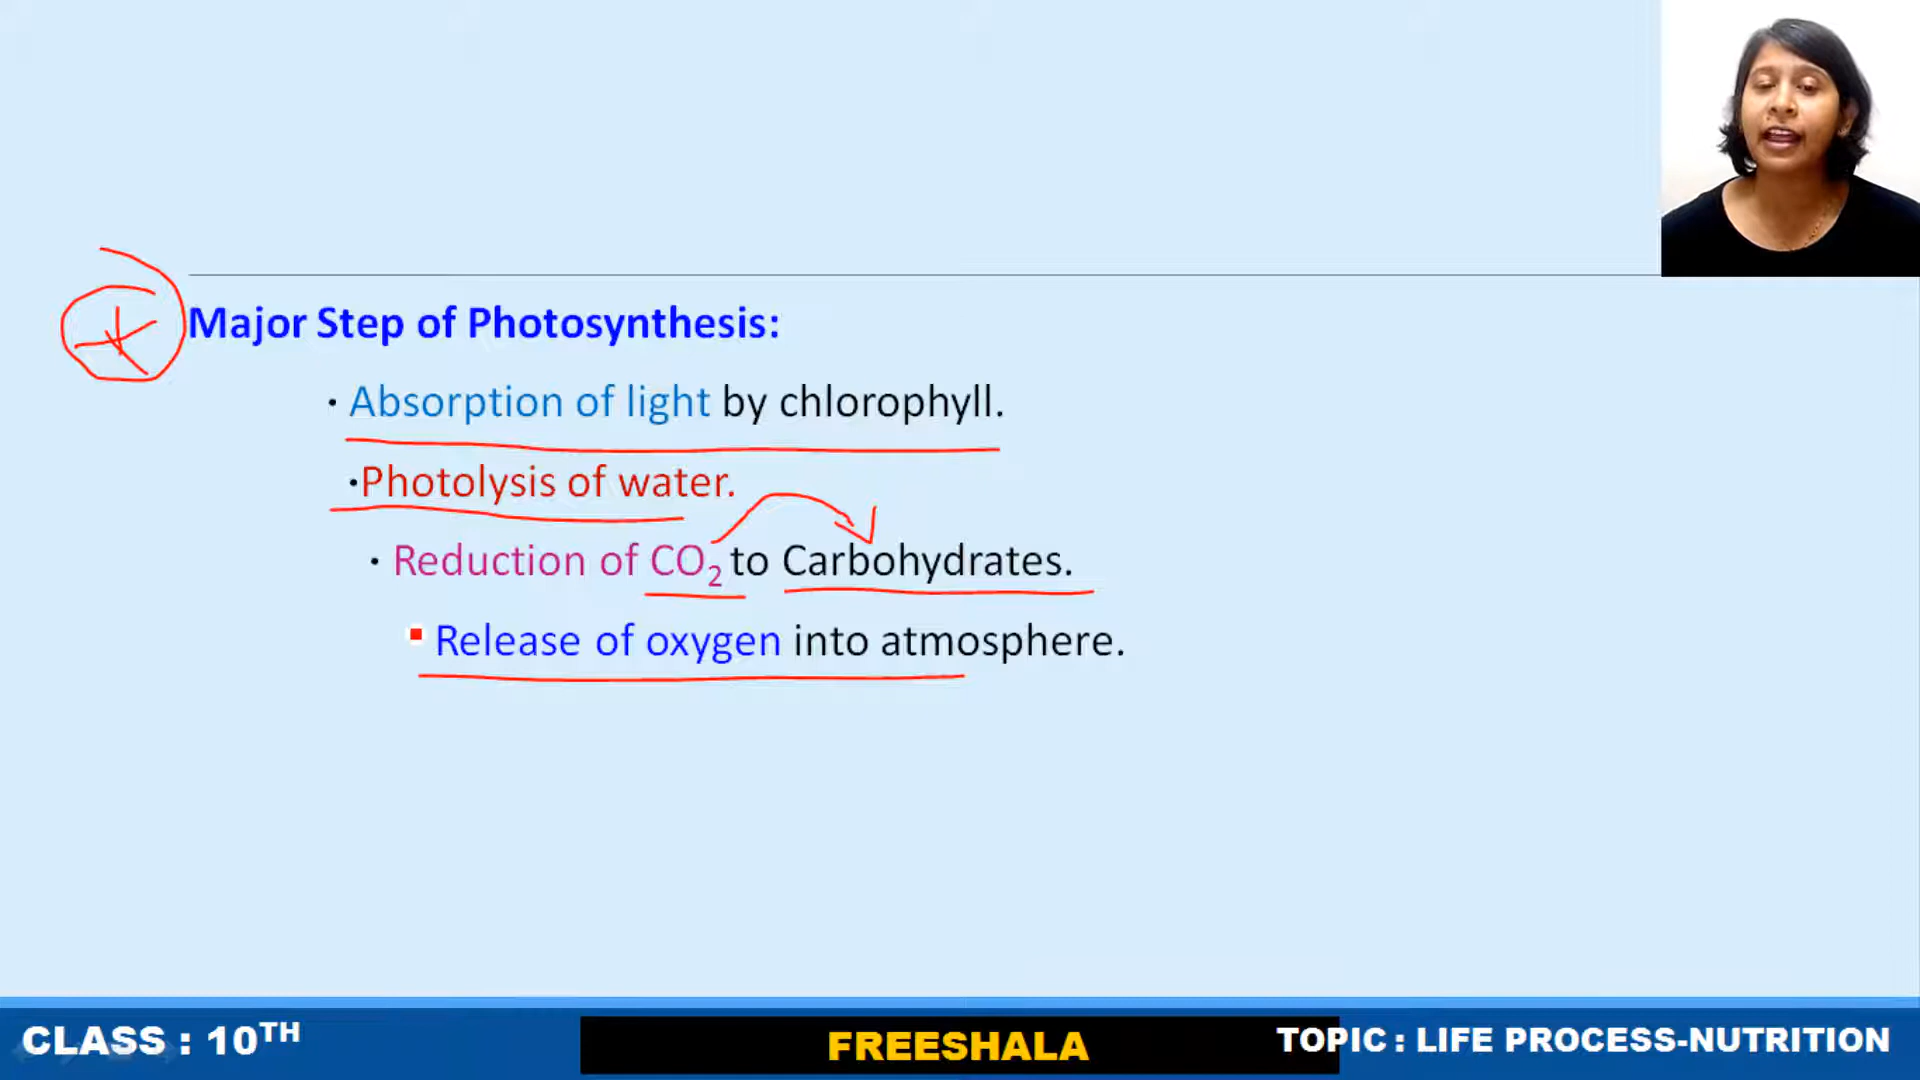 Major Step of Photosynthesis:
· Absorption of light by chlorophyll.
·Photolysis of water.
· Reduction of CO₂ to Carbohydrates.
▪ Release of oxygen into atmosphere.
CLASS : 10TH
FREESHALA
TOPIC : LIFE PROCESS-NUTRITION